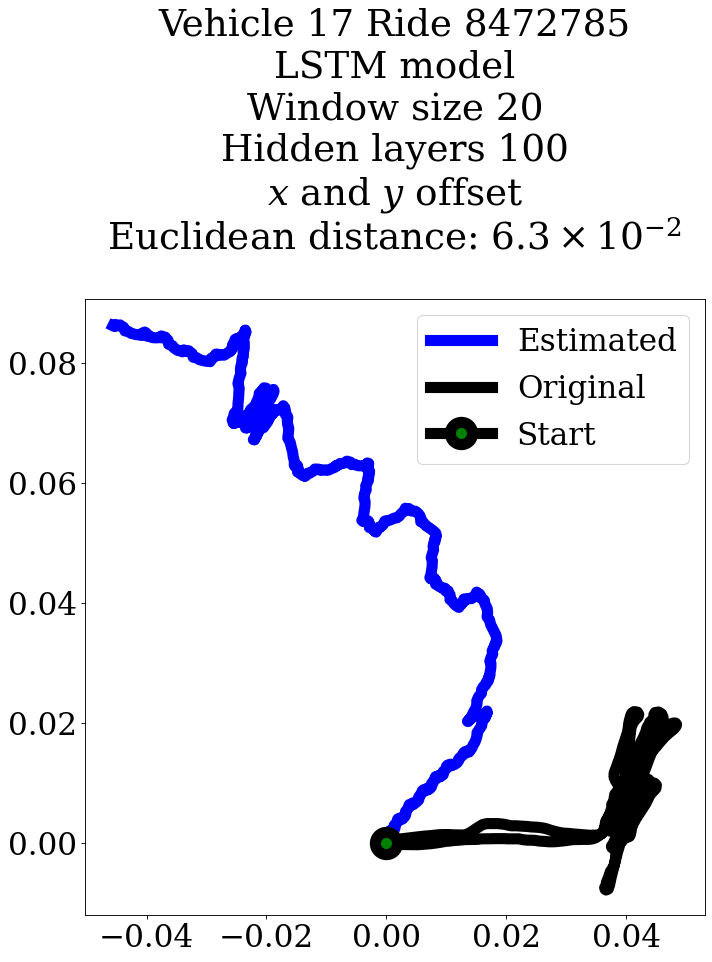 Vehicle 17 Ride 8472785
LSTM model
Window size 20
Hidden layers 100
x and y offset
Euclidean distance: 6.3 × 10⁻²
Estimated
Original
Start
0.08
0.06
0.04
0.02
0.00
−0.04
−0.02
0.00
0.02
0.04